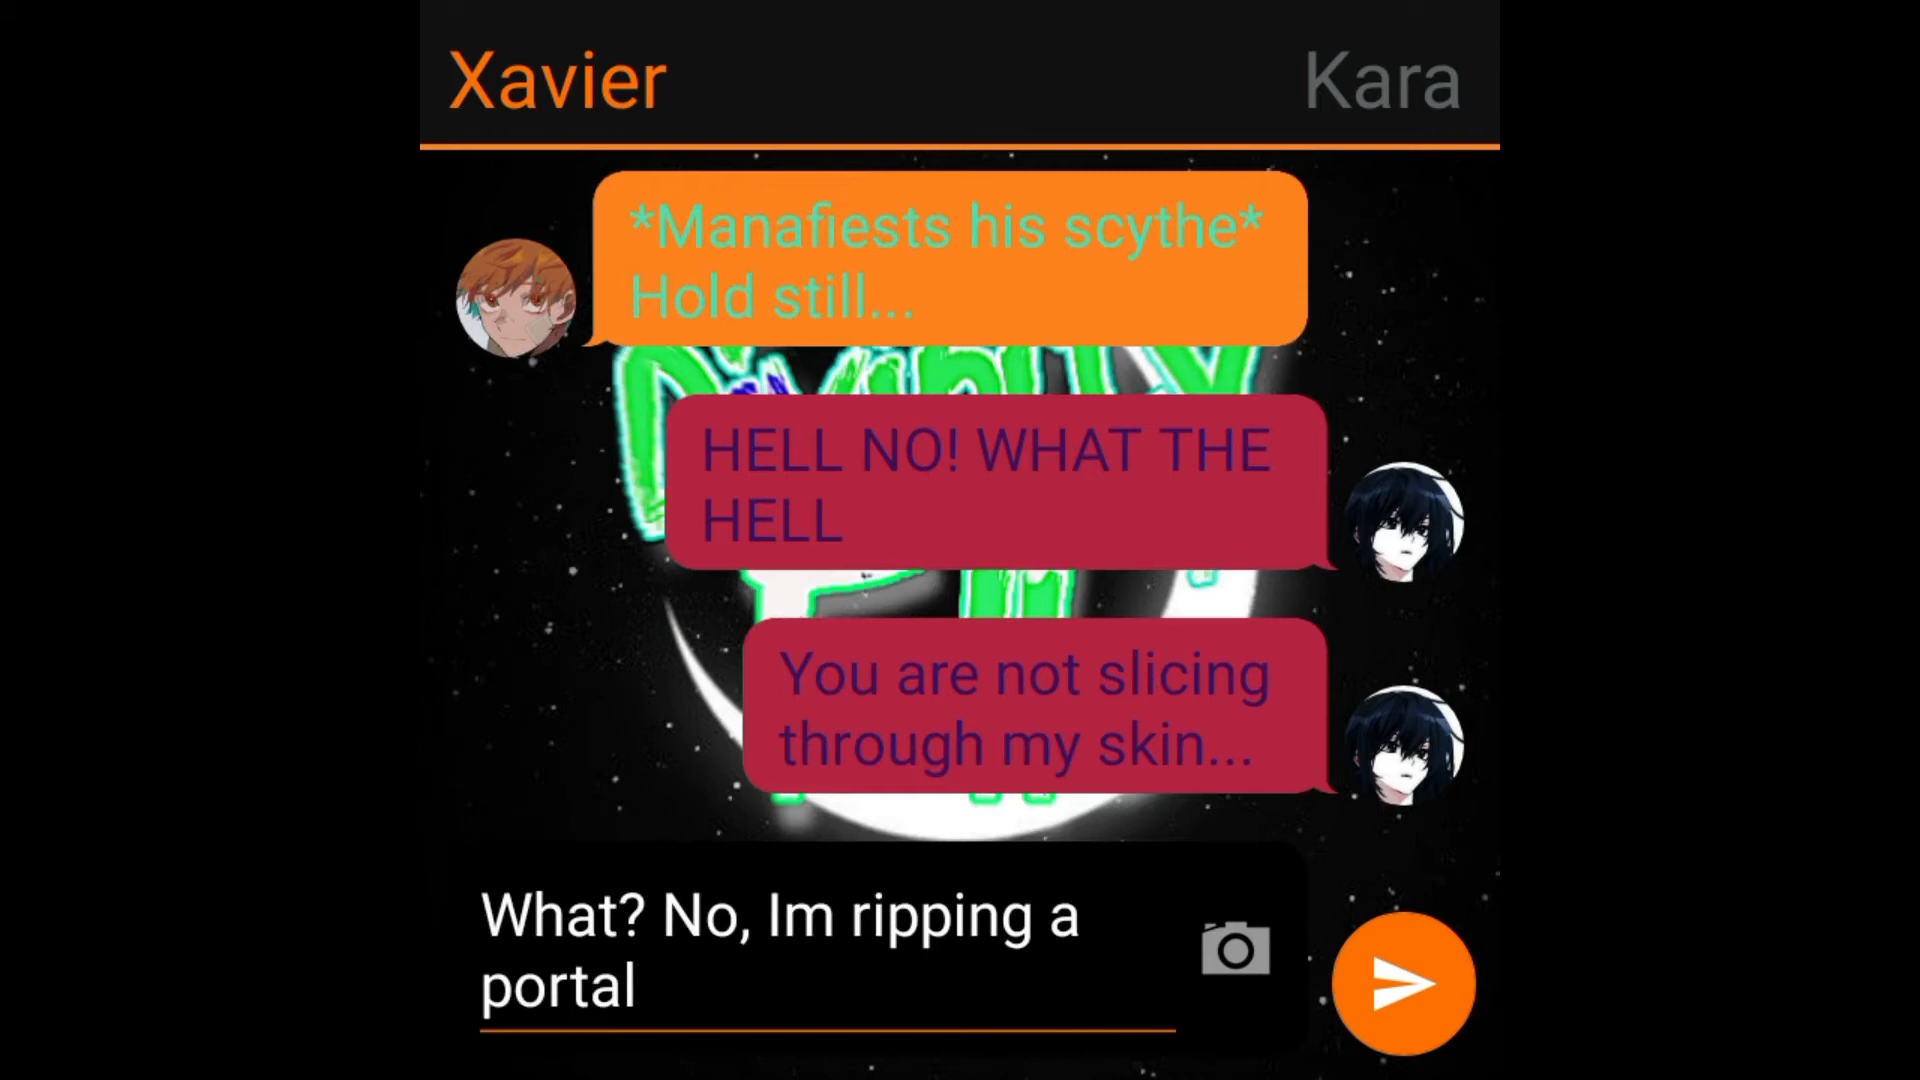 Xavier
Kara
*Manafiests his scythe*
Hold still...
HELL NO! WHAT THE
HELL
You are not slicing
through my skin...
What? No, Im ripping a
portal